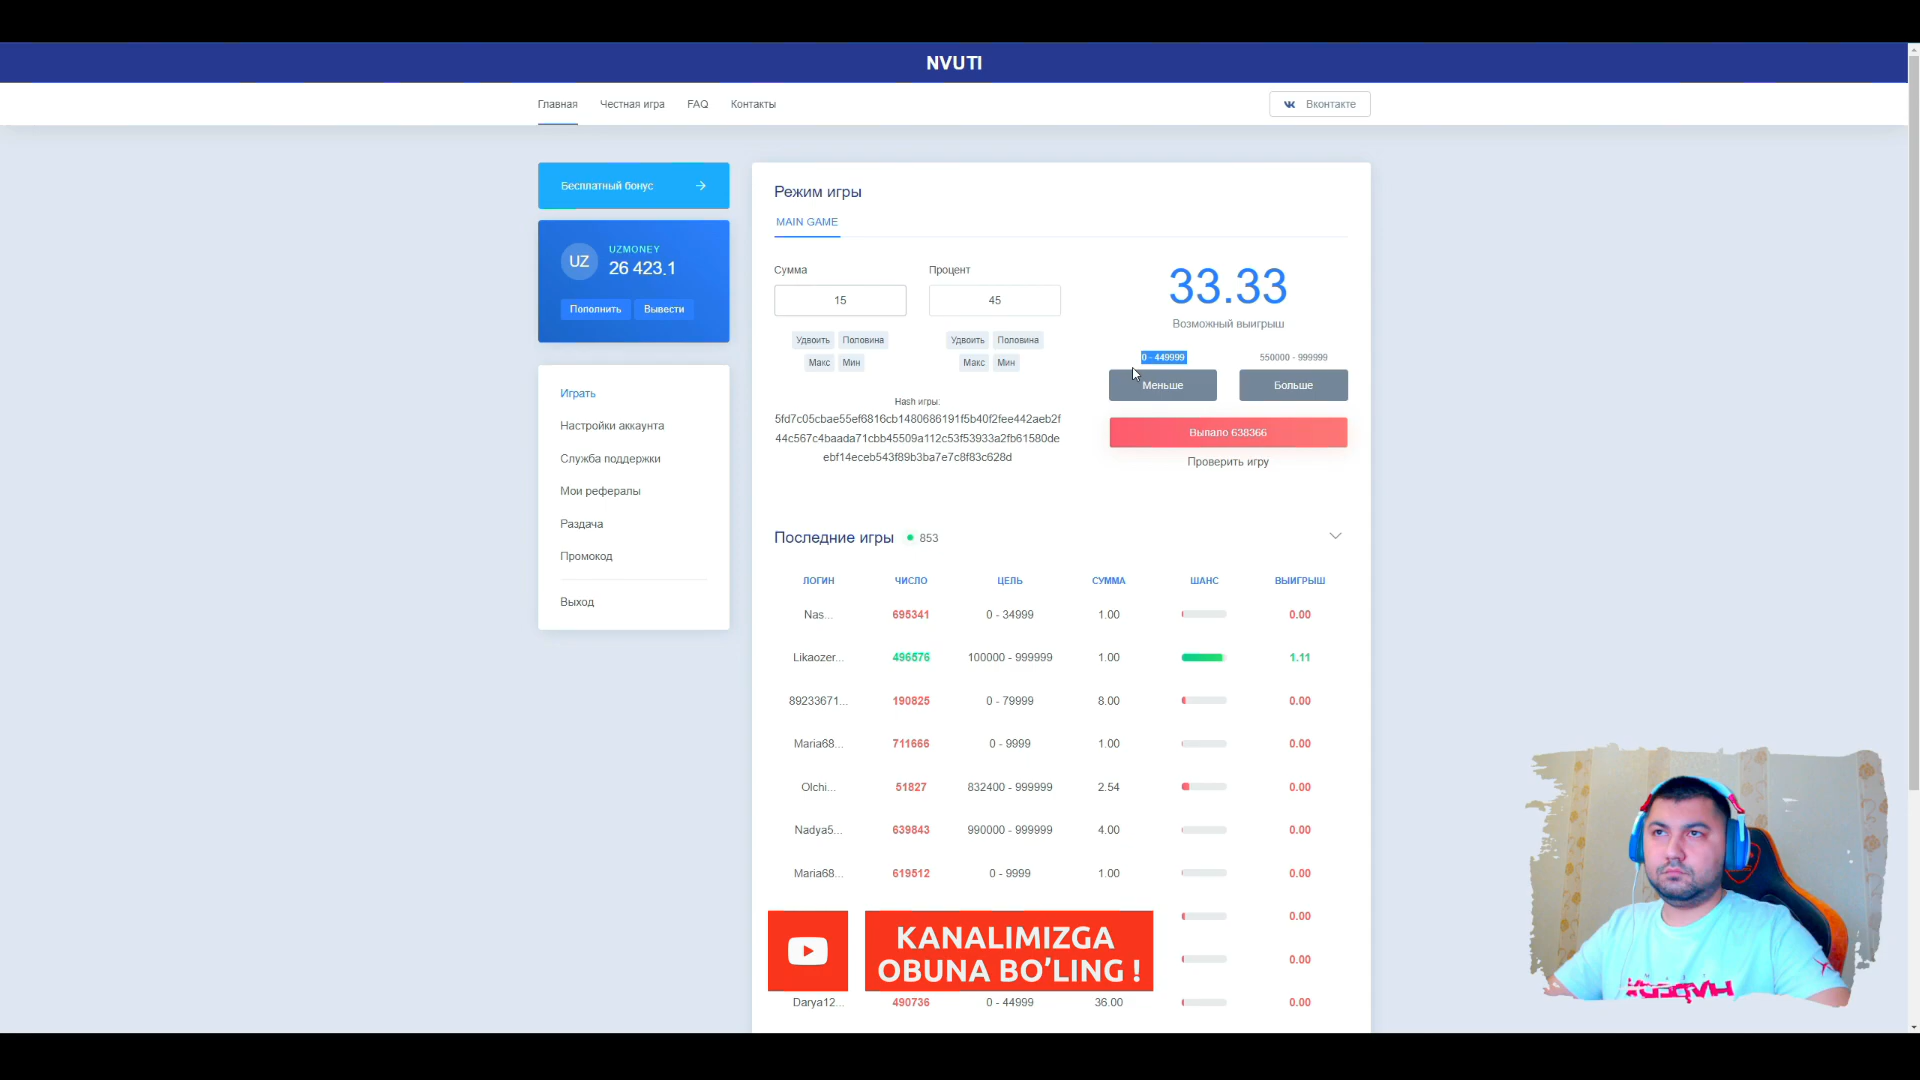 NVUTI
Главная Честная игра FAQ Контакты Вконтакте
Бесплатный бонус
UZ
UZMONEY
26 423.1
Пополнить Вывести
Играть
Настройки аккаунта
Служба поддержки
Мои рефералы
Раздача
Промокод
Выход
Режим игры
MAIN GAME
Сумма Процент
15 45
Удвоить Половина Удвоить Половина
Макс Мин Макс Мин
Hash игры:
5fd7c05cbae55ef6816cb1480686191f5b40f2fee442aeb2f
44c567c4baada71cbb45509a112c53f53933a2fb61580de
ebf14eceb543f89b3ba7e7c8f83c628d
33.33
Возможный выигрыш
0 - 449999 550000 - 999999
Меньше Больше
Выпало 638366
Проверить игру
Последние игры 853
ЛОГИН ЧИСЛО ЦЕЛЬ СУММА ШАНС ВЫИГРЫШ
Nas... 695341 0 - 34999 1.00 0.00
Likaozer... 496576 100000 - 999999 1.00 1.11
89233671... 190825 0 - 79999 8.00 0.00
Maria68... 711666 0 - 9999 1.00 0.00
Olchi... 51827 832400 - 999999 2.54 0.00
Nadya5... 639843 990000 - 999999 4.00 0.00
Maria68... 619512 0 - 9999 1.00 0.00
0.00
0.00
Darya12... 490736 0 - 44999 36.00 0.00
KANALIMIZGA
OBUNA BO’LING !